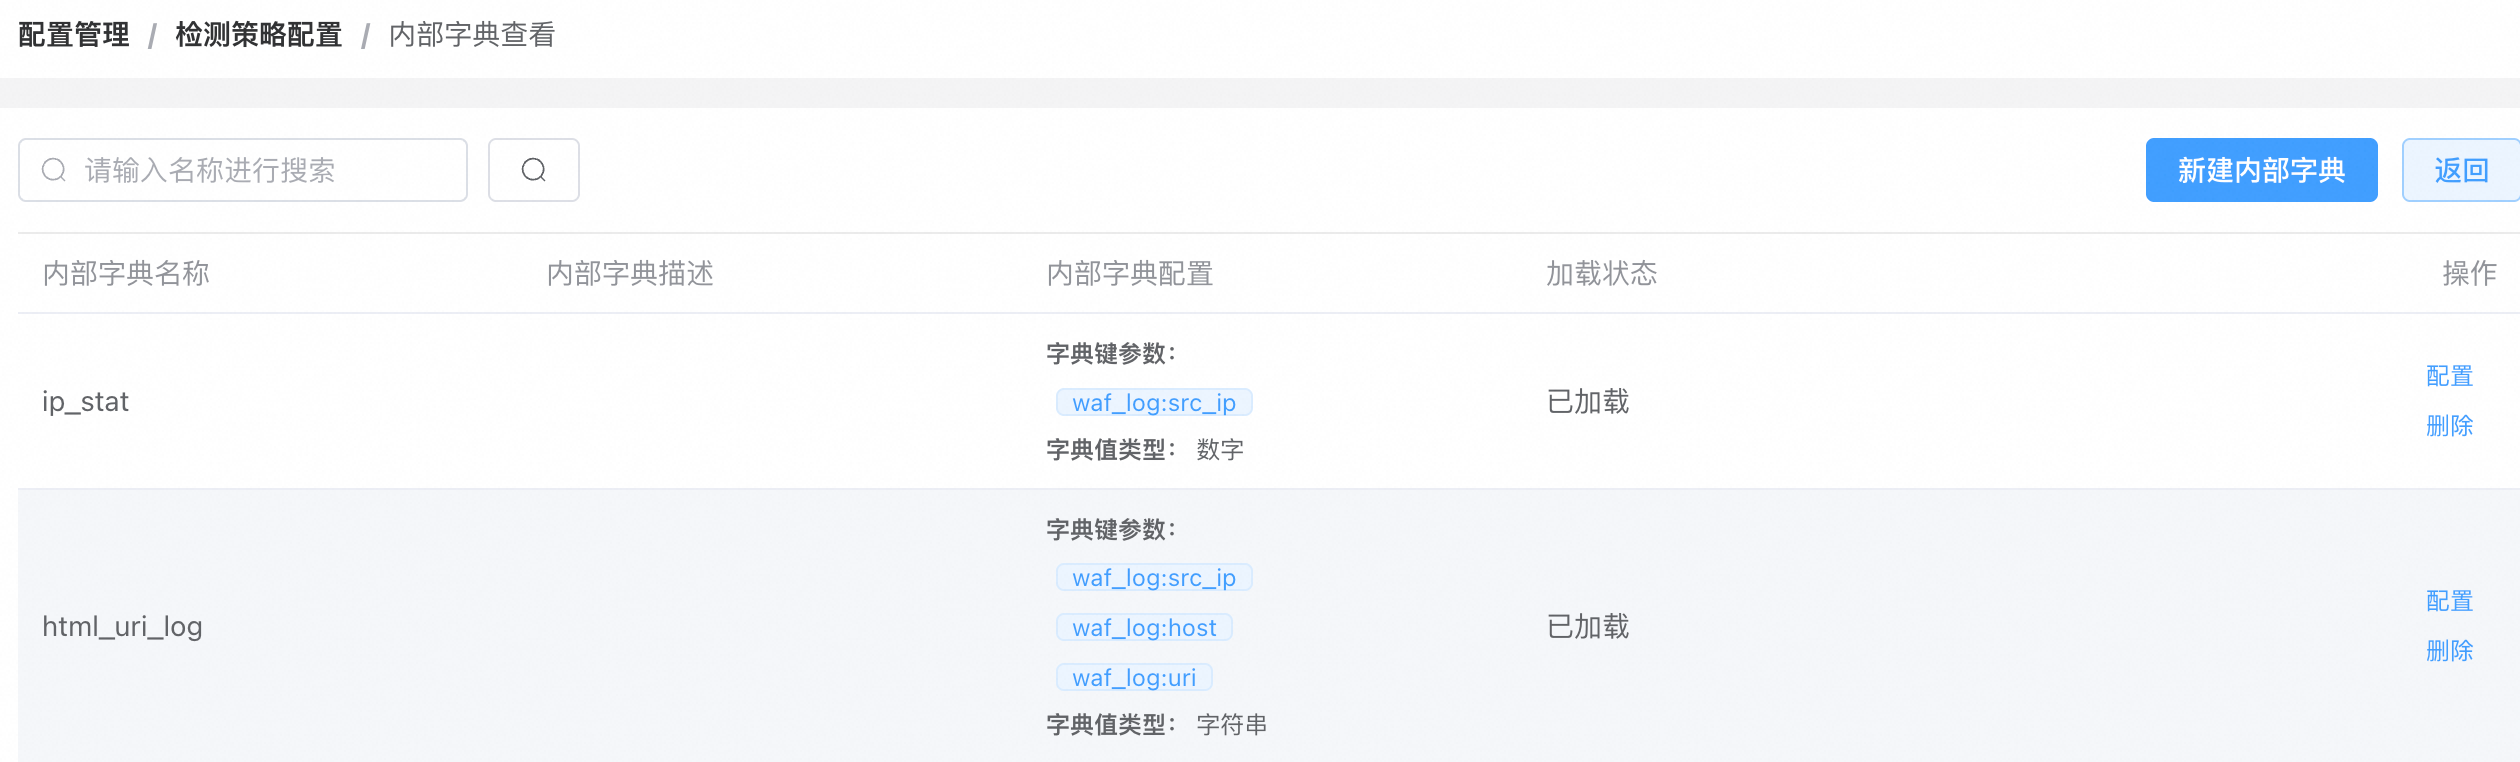 配置管理 / 检测策略配置 / 内部字典查看
请输入名称进行搜索 新建内部字典 返回
内部字典名称 内部字典描述 内部字典配置 加载状态 操作
字典键参数：
配置
ip_stat waf_log:src_ip 已加载
删除
字典值类型： 数字
字典键参数：
waf_log:src_ip
配置
html_uri_log waf_log:host 已加载
删除
waf_log:uri
字典值类型： 字符串